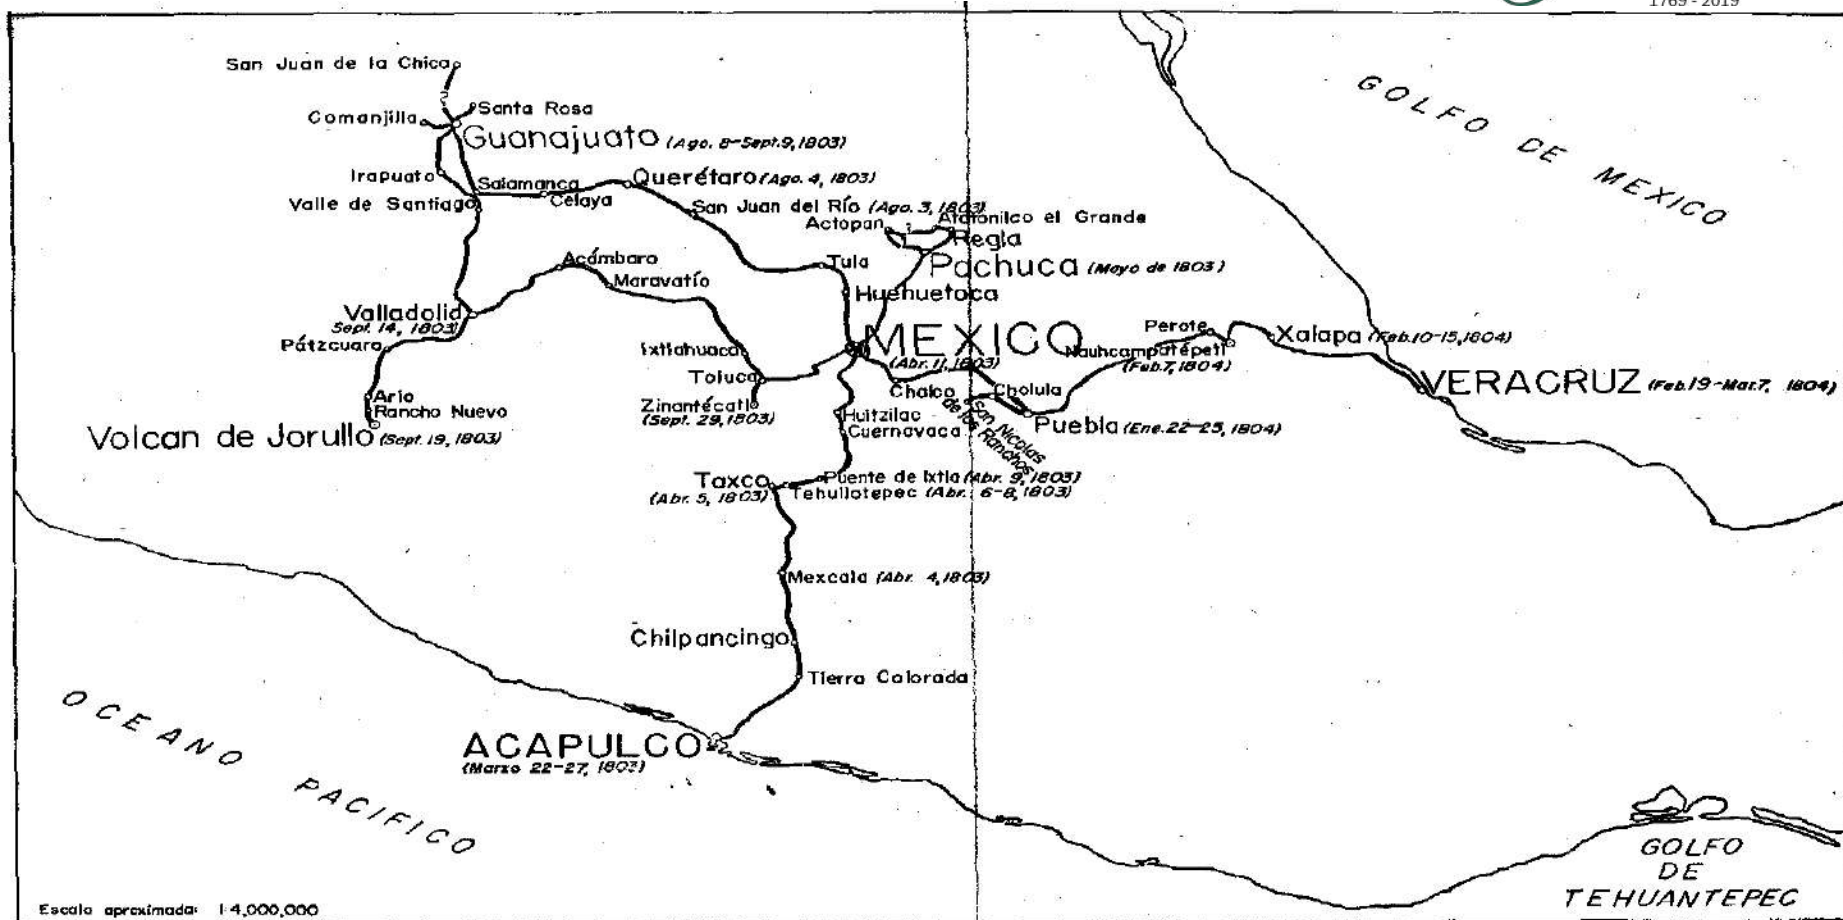 1769 - 2019
GOLFO DE MEXICO
San Juan de la Chica
Santa Rosa
Comanjilla
Guanajuato (Ago. 8-Sept. 9, 1803)
Irapuato
Salamanca
Querétaro (Ago. 4, 1803)
Valle de Santiago
Celaya
San Juan del Río (Ago. 3, 1803)
Actopan
Atotonilco el Grande
Regla
Acámbaro
Tula
Pachuca (Mayo de 1803)
Maravatío
Huehuetoca
Valladolid
Sept. 14, 1803)
MEXICO
(Abr. 11, 1803)
Perote
Xalapa (Feb. 10-15, 1804)
Pátzcuaro
Ixtlahuaca
Nauhcampatépetl
(Feb. 7, 1804)
Toluca
Chalco
Cholula
VERACRUZ (Feb. 19-Mar. 7, 1804)
Ario
Rancho Nuevo
Zinantécatl
(Sept. 29, 1803)
Huitzilac
San Nicolas
de los Ranchos
Puebla (Ene. 22-25, 1804)
Volcan de Jorullo (Sept. 19, 1803)
Cuernavaca
Taxco
(Abr. 5, 1803)
Puente de Ixtla (Abr. 9, 1803)
Tehullotepec (Abr. 6-8, 1803)
Mexcala (Abr. 4, 1803)
Chilpancingo
Tierra Colorada
OCEANO PACIFICO
ACAPULCO
(Marzo 22-27, 1803)
GOLFO
DE
TEHUANTEPEC
Escala aproximada: 1:4,000,000